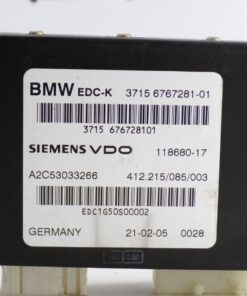 BMW EDC-K 3715 6767281-01
3715 676728101
SIEMENS VDO 118680-17
A2C53033266 412.215/085/003
EDC1G50S00002
GERMANY 21-02-05 0028